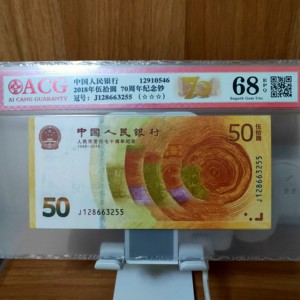 ACG
AI CANG GUARANTY
中国人民银行 12910546
2018年伍拾圆 70周年纪念钞
冠号: J128663255 (☆☆☆)
70
68
EPQ
Superb Gem Unc
中国人民银行
人民币发行七十周年纪念
1948-2018
50
伍拾圆
50
J128663255